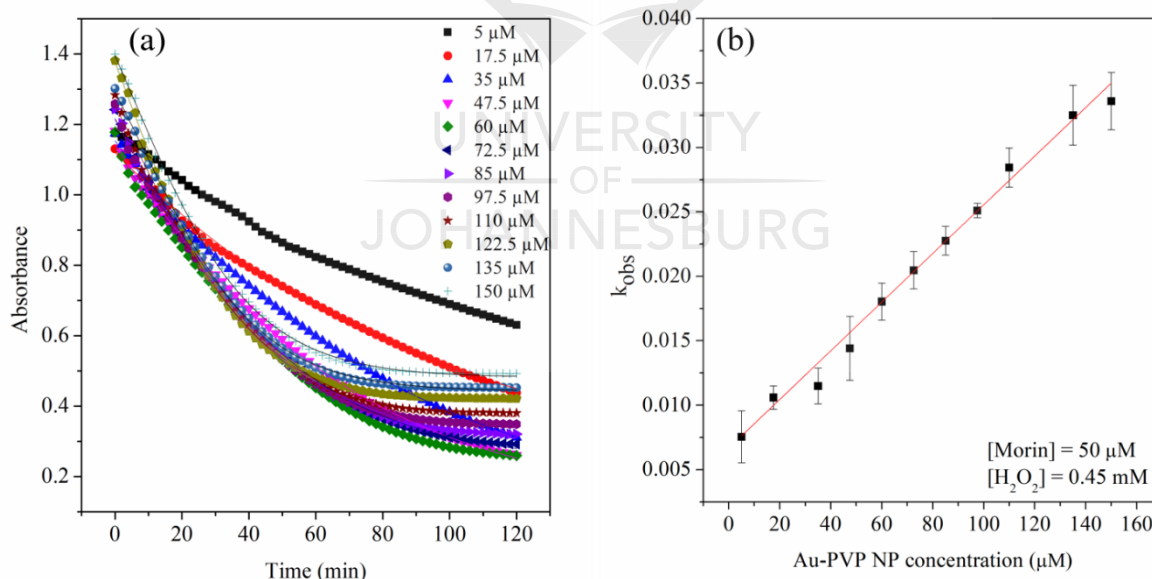 (a)
5 µM
17.5 µM
35 µM
47.5 µM
60 µM
72.5 µM
85 µM
97.5 µM
110 µM
122.5 µM
135 µM
150 µM
1.4
1.2
1.0
0.8
0.6
0.4
0.2
Absorbance
0 20 40 60 80 100 120
Time (min)
UNIVERSITY
OF
JOHANNESBURG
(b)
0.040
0.035
0.030
0.025
0.020
0.015
0.010
0.005
kobs
[Morin] = 50 µM
[H2O2] = 0.45 mM
0 20 40 60 80 100 120 140 160
Au-PVP NP concentration (µM)